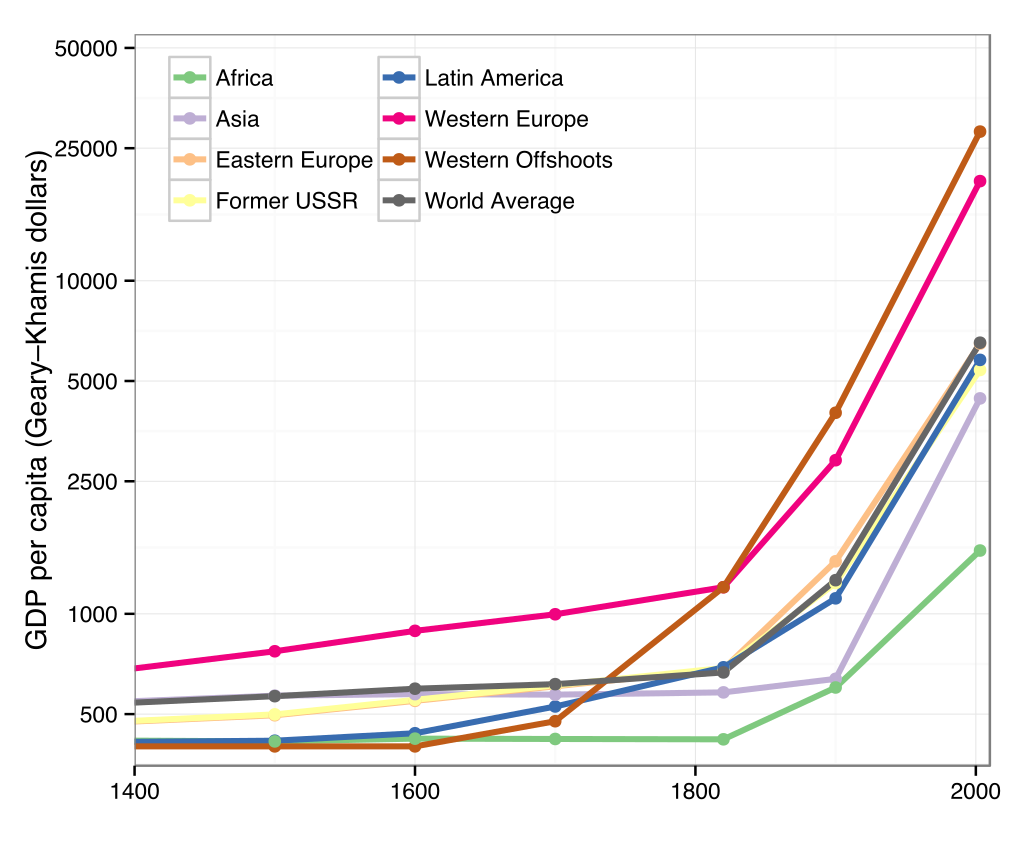 GDP per capita (Geary–Khamis dollars)
50000
25000
10000
5000
2500
1000
500
Africa
Asia
Eastern Europe
Former USSR
Latin America
Western Europe
Western Offshoots
World Average
1400
1600
1800
2000